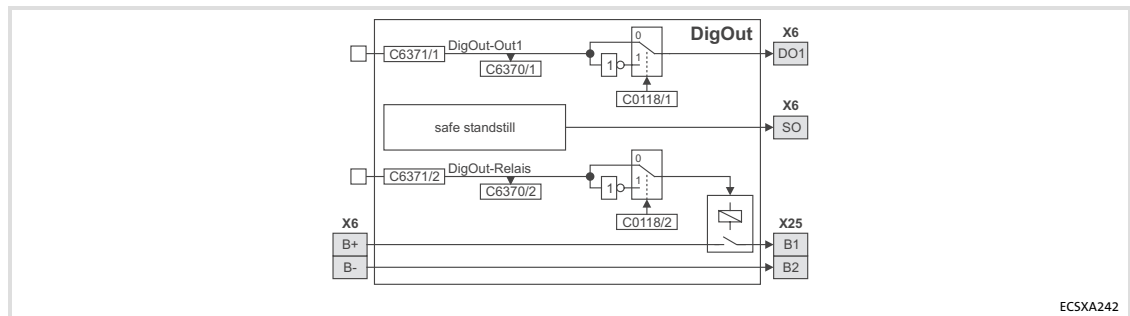 DigOut
X6
C6371/1
DigOut-Out1
C6370/1
0
1
1
C0118/1
DO1
X6
safe standstill
SO
C6371/2
DigOut-Relais
C6370/2
0
1
1
C0118/2
X6
X25
B+
B1
B-
B2
ECSXA242